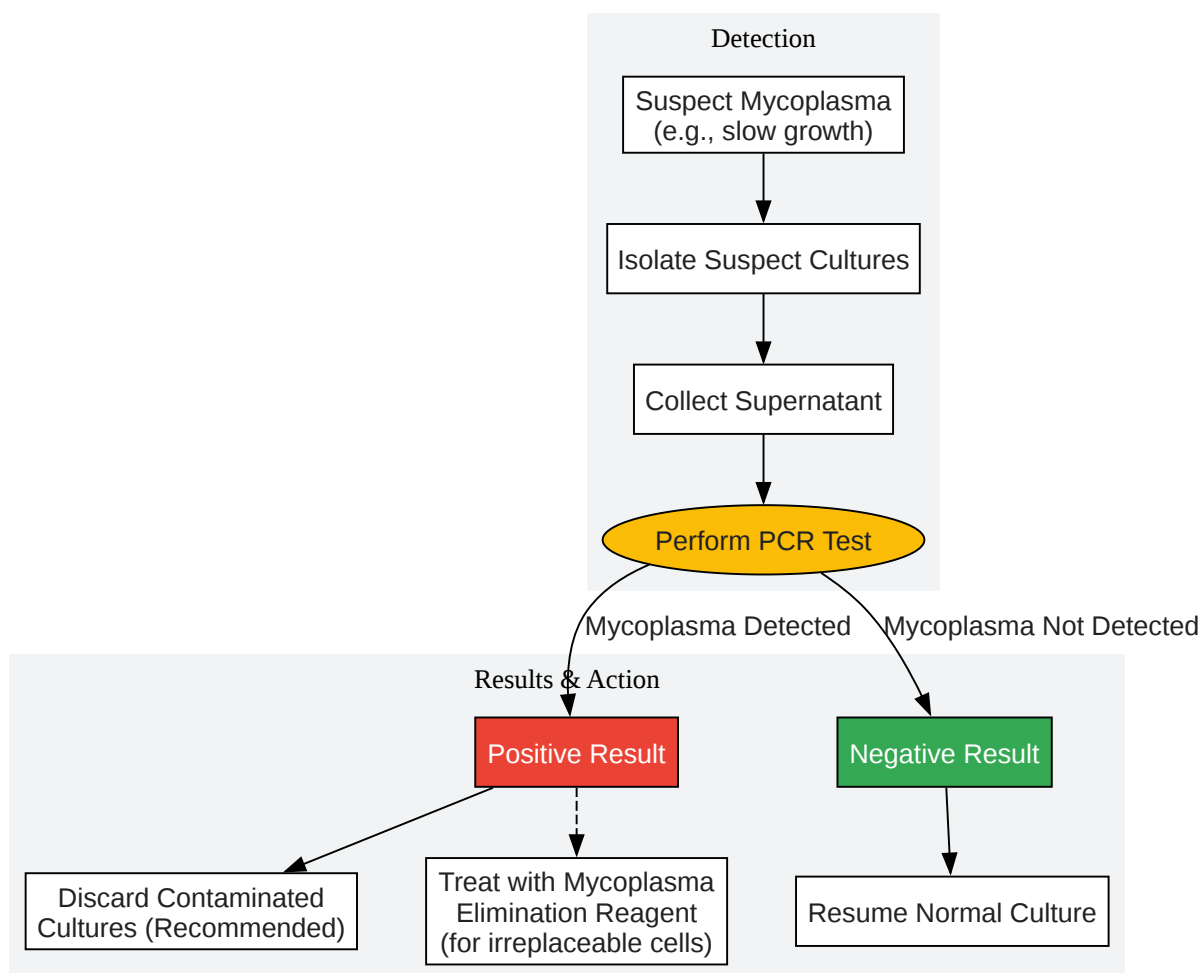 Detection
Suspect Mycoplasma
(e.g., slow growth)
Isolate Suspect Cultures
Collect Supernatant
Perform PCR Test
Mycoplasma Detected
Mycoplasma Not Detected
Results & Action
Positive Result
Negative Result
Discard Contaminated
Cultures (Recommended)
Treat with Mycoplasma
Elimination Reagent
(for irreplaceable cells)
Resume Normal Culture